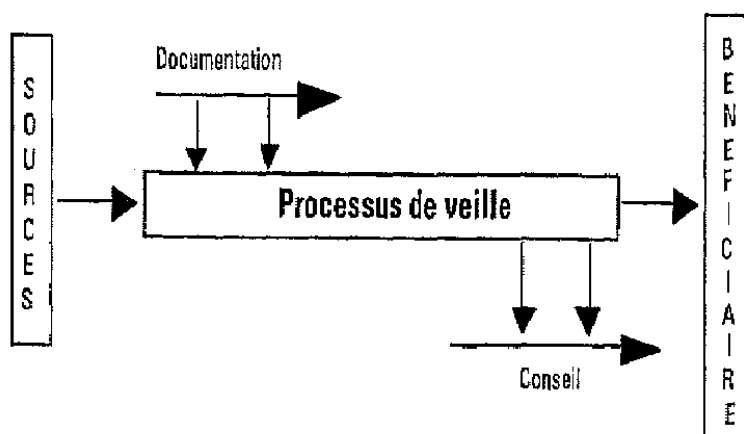 SOURCES
Documentation
Processus de veille
Conseil
BENEFICIAIRE